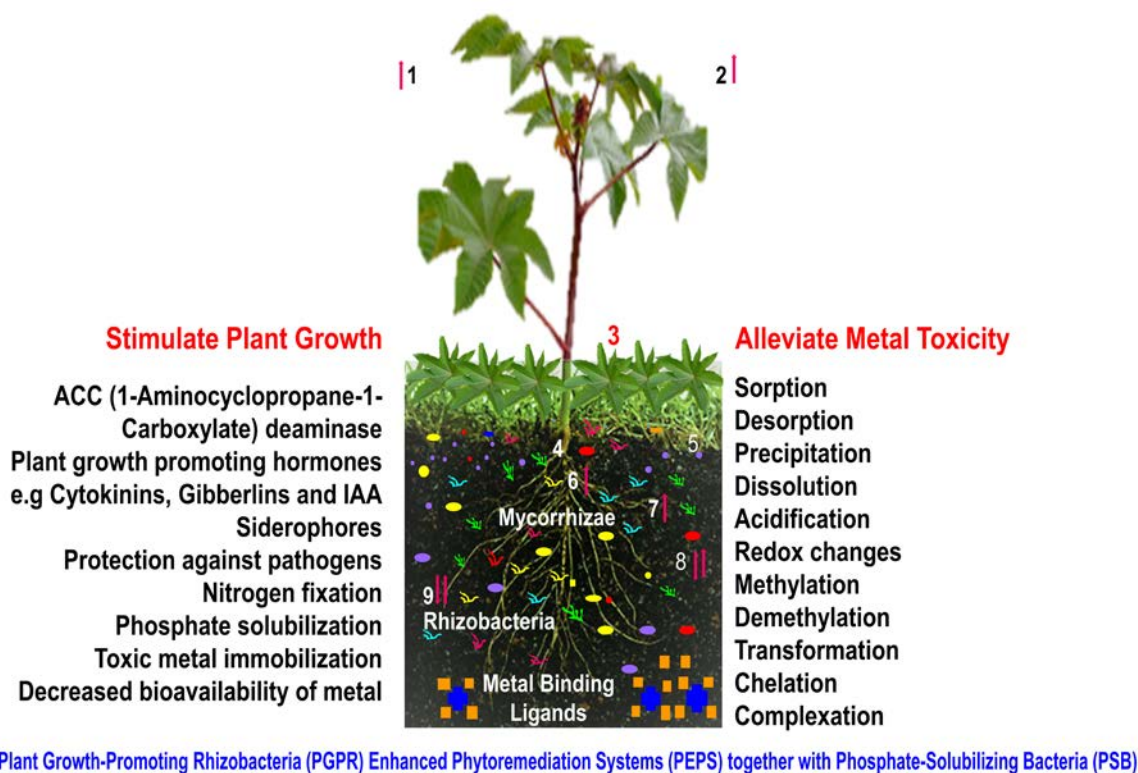 1
2
Stimulate Plant Growth
ACC (1-Aminocyclopropane-1-
Carboxylate) deaminase
Plant growth promoting hormones
e.g Cytokinins, Gibberlins and IAA
Siderophores
Protection against pathogens
Nitrogen fixation
Phosphate solubilization
Toxic metal immobilization
Decreased bioavailability of metal
3
4
5
6
Mycorrhizae
7
8
9
Rhizobacteria
Metal Binding
Ligands
Alleviate Metal Toxicity
Sorption
Desorption
Precipitation
Dissolution
Acidification
Redox changes
Methylation
Demethylation
Transformation
Chelation
Complexation
Plant Growth-Promoting Rhizobacteria (PGPR) Enhanced Phytoremediation Systems (PEPS) together with Phosphate-Solubilizing Bacteria (PSB)